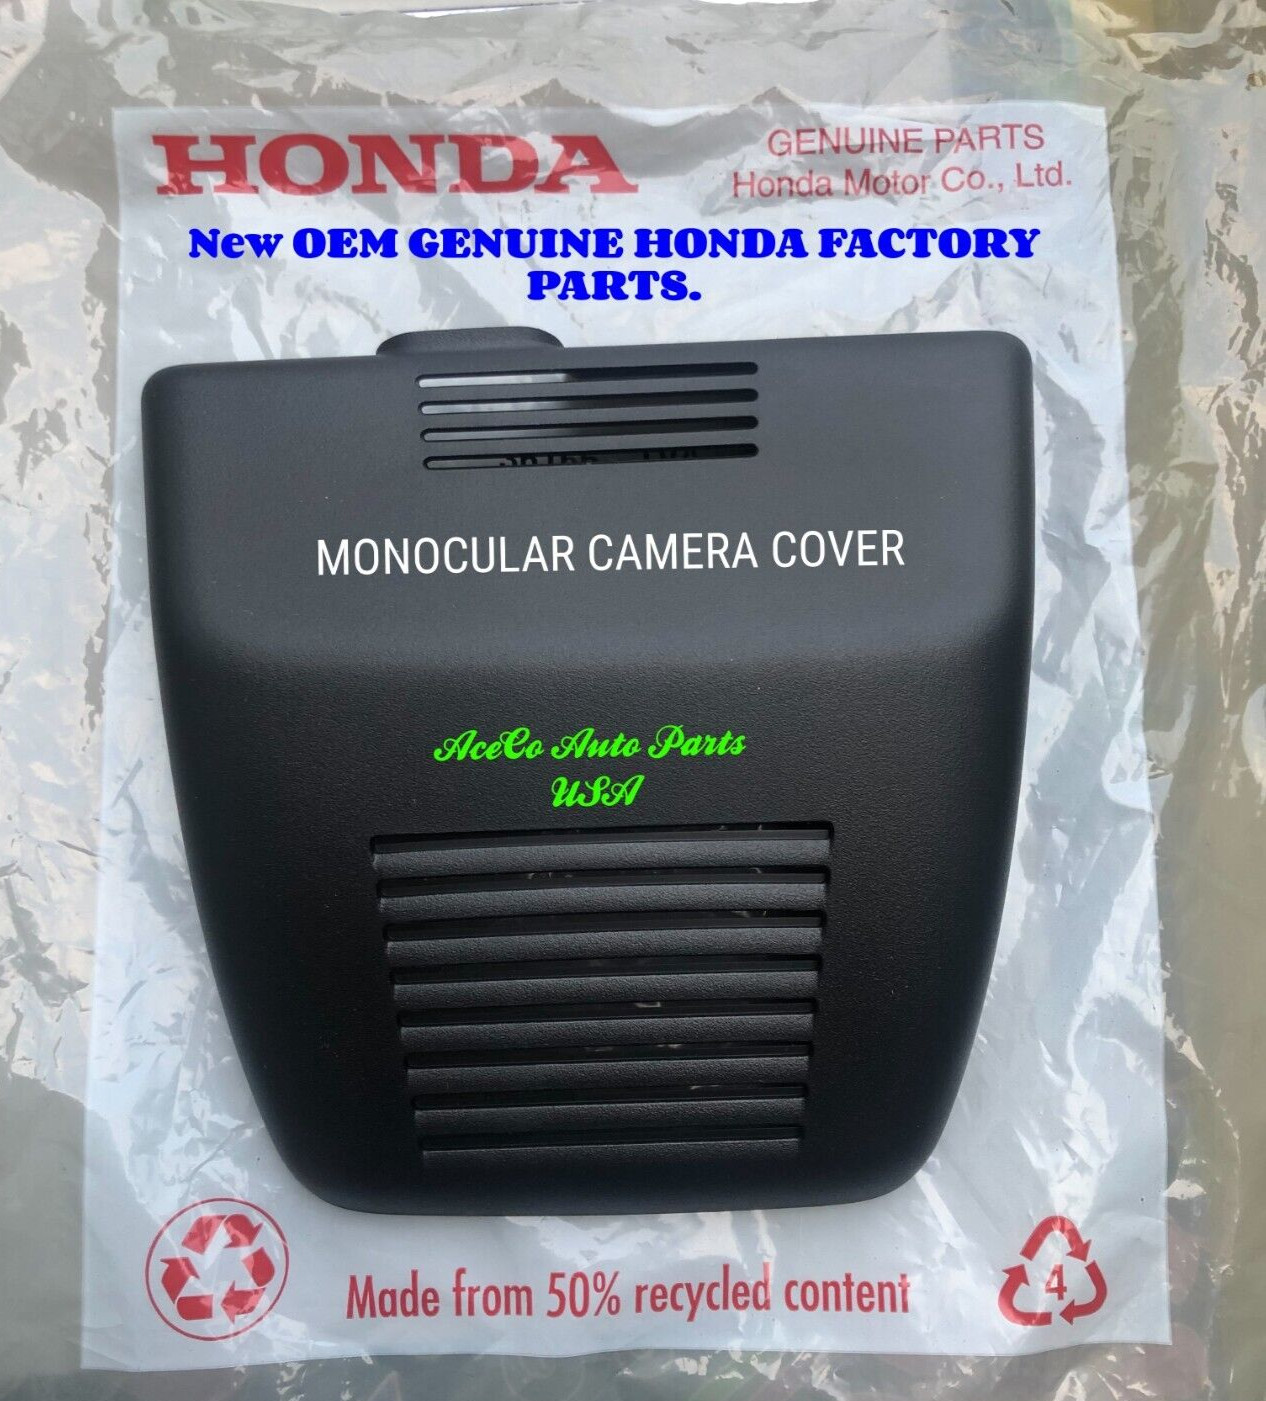 HONDA
GENUINE PARTS
Honda Motor Co., Ltd.
New OEM GENUINE HONDA FACTORY
PARTS.
MONOCULAR CAMERA COVER
AceCo Auto Parts
USA
Made from 50% recycled content
4